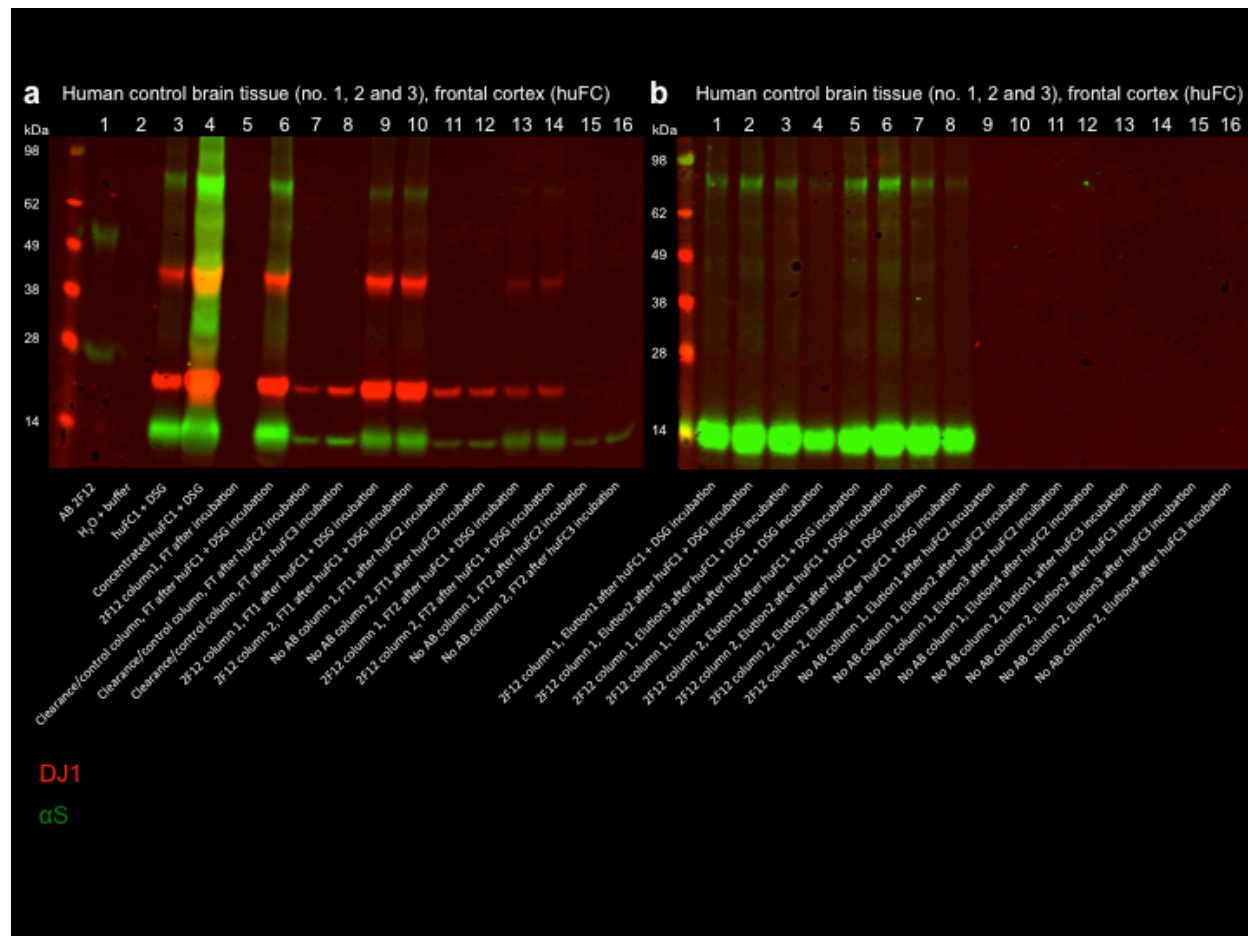 a Human control brain tissue (no. 1, 2 and 3), frontal cortex (huFC)
kDa 1 2 3 4 5 6 7 8 9 10 11 12 13 14 15 16
98
62
49
38
28
14
AB 2F12
H₂O + buffer
huFC1 + DSG
Concentrated huFC1 + DSG
2F12 column1, FT after incubation
Clearance/control column, FT after huFC1 + DSG incubation
Clearance/control column, FT after huFC2 incubation
Clearance/control column, FT after huFC3 incubation
2F12 column 1, FT1 after huFC1 + DSG incubation
2F12 column 2, FT1 after huFC1 + DSG incubation
No AB column 1, FT1 after huFC2 incubation
No AB column 2, FT1 after huFC3 incubation
2F12 column 1, FT2 after huFC1 + DSG incubation
2F12 column 2, FT2 after huFC1 + DSG incubation
No AB column 1, FT2 after huFC2 incubation
No AB column 2, FT2 after huFC3 incubation
b Human control brain tissue (no. 1, 2 and 3), frontal cortex (huFC)
kDa 1 2 3 4 5 6 7 8 9 10 11 12 13 14 15 16
98
62
49
38
28
14
2F12 column 1, Elution1 after huFC1 + DSG incubation
2F12 column 1, Elution2 after huFC1 + DSG incubation
2F12 column 1, Elution3 after huFC1 + DSG incubation
2F12 column 1, Elution4 after huFC1 + DSG incubation
2F12 column 2, Elution1 after huFC1 + DSG incubation
2F12 column 2, Elution2 after huFC1 + DSG incubation
2F12 column 2, Elution3 after huFC1 + DSG incubation
2F12 column 2, Elution4 after huFC1 + DSG incubation
No AB column 1, Elution1 after huFC2 incubation
No AB column 1, Elution2 after huFC2 incubation
No AB column 1, Elution3 after huFC2 incubation
No AB column 1, Elution4 after huFC2 incubation
No AB column 2, Elution1 after huFC3 incubation
No AB column 2, Elution2 after huFC3 incubation
No AB column 2, Elution3 after huFC3 incubation
No AB column 2, Elution4 after huFC3 incubation
DJ1
αS